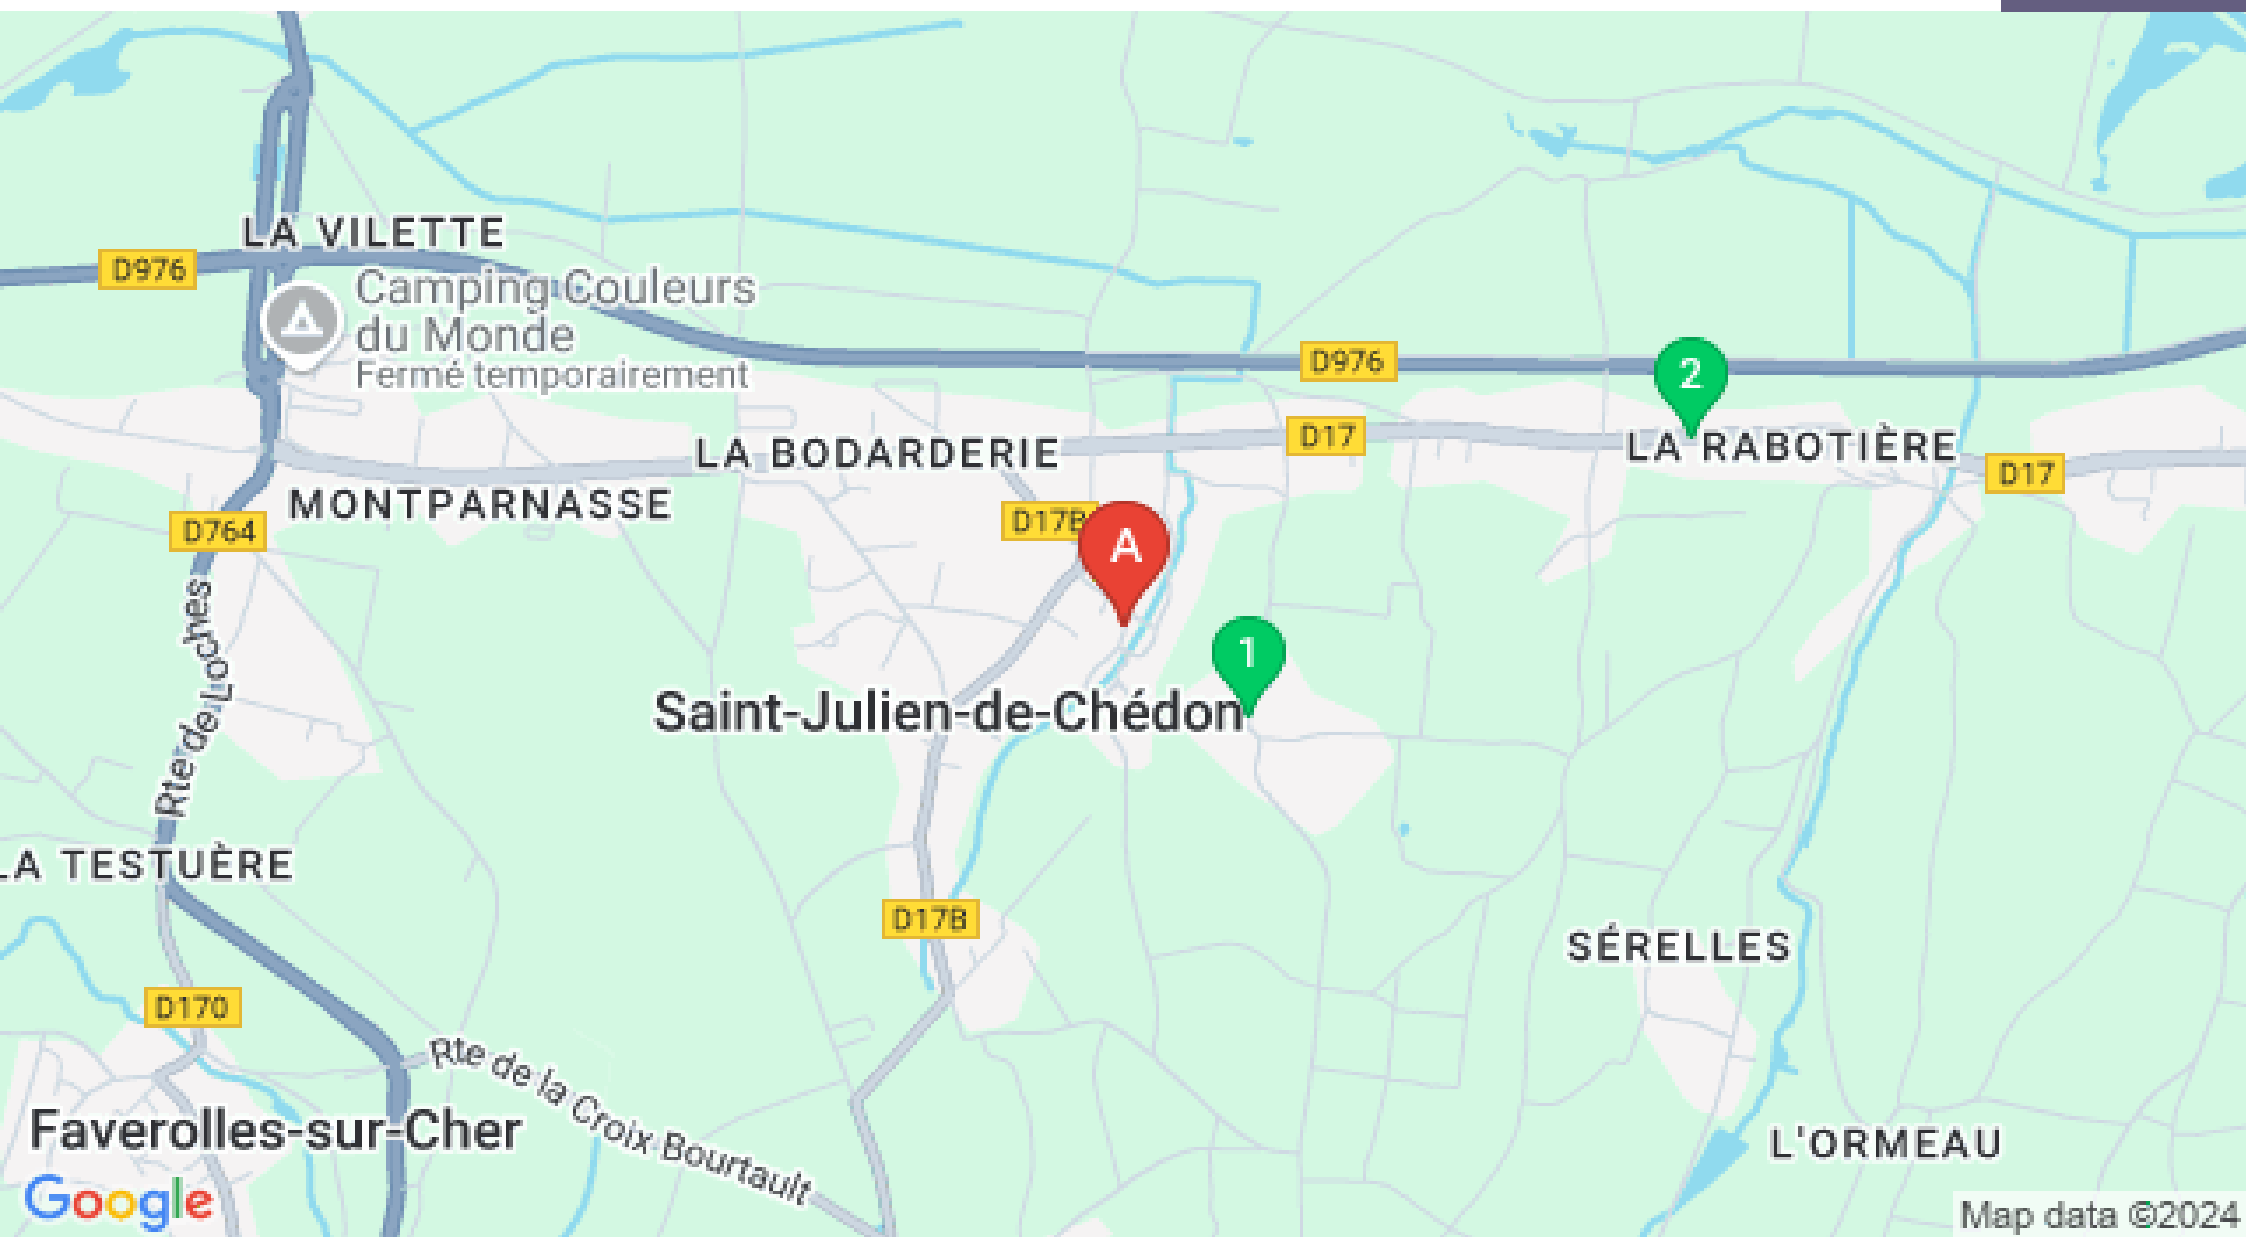 LA VILETTE
D976
Camping Couleurs
du Monde
Fermé temporairement
D976
2
D17
LA BODARDERIE
LA RABOTIÈRE
D17
MONTPARNASSE
D764
D17B
A
Rte de Loches
1
Saint-Julien-de-Chédon
LA TESTUÈRE
D17B
SÉRELLES
D170
Rte de la Croix Bourtault
Faverolles-sur-Cher
L'ORMEAU
Google
Map data ©2024